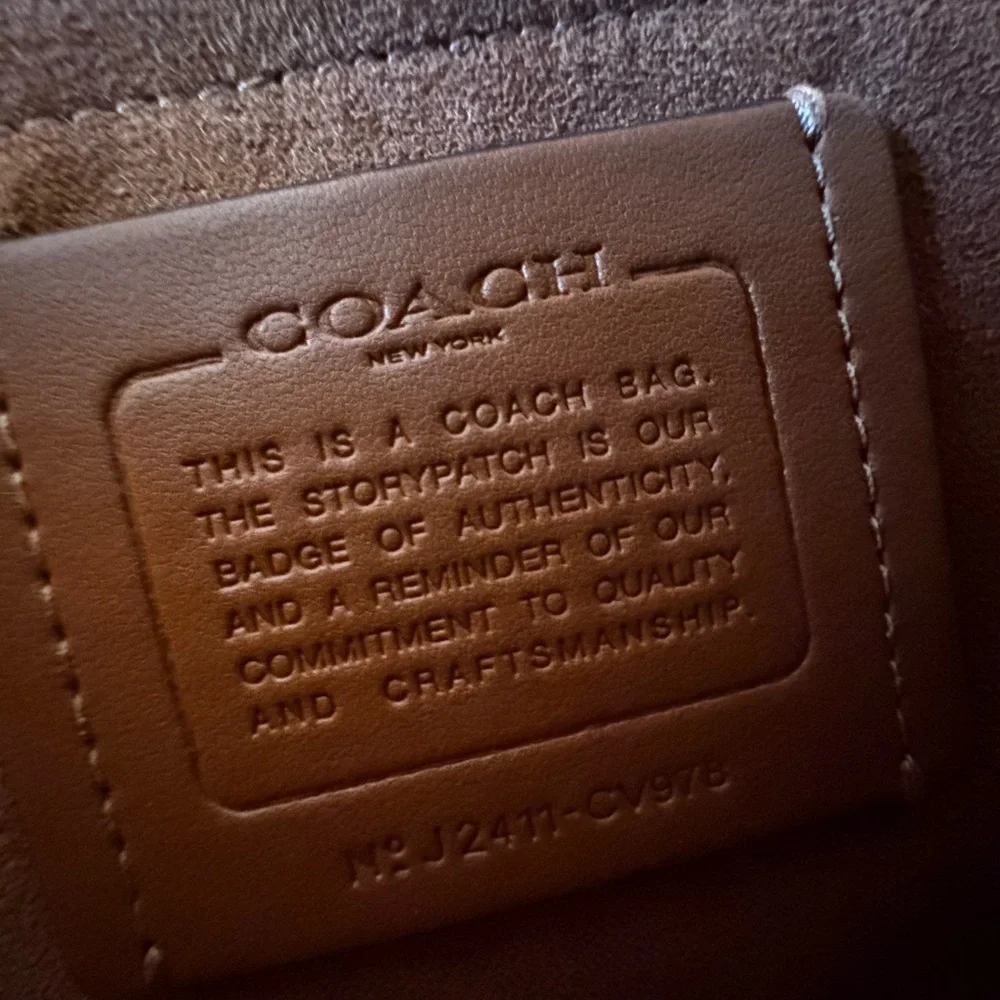 COACH
NEW YORK
THIS IS A COACH BAG.
THE STORYPATCH IS OUR
BADGE OF AUTHENTICITY,
AND A REMINDER OF OUR
COMMITMENT TO QUALITY
AND CRAFTSMANSHIP.
Nº J2411-CV978